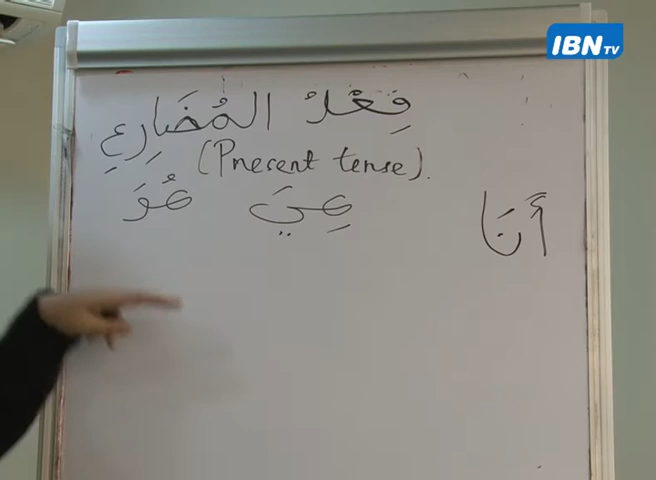 IBN TV
فِعْلُ المُضَارِعِ
(Present tense).
أَنَا هِيَ هُوَ